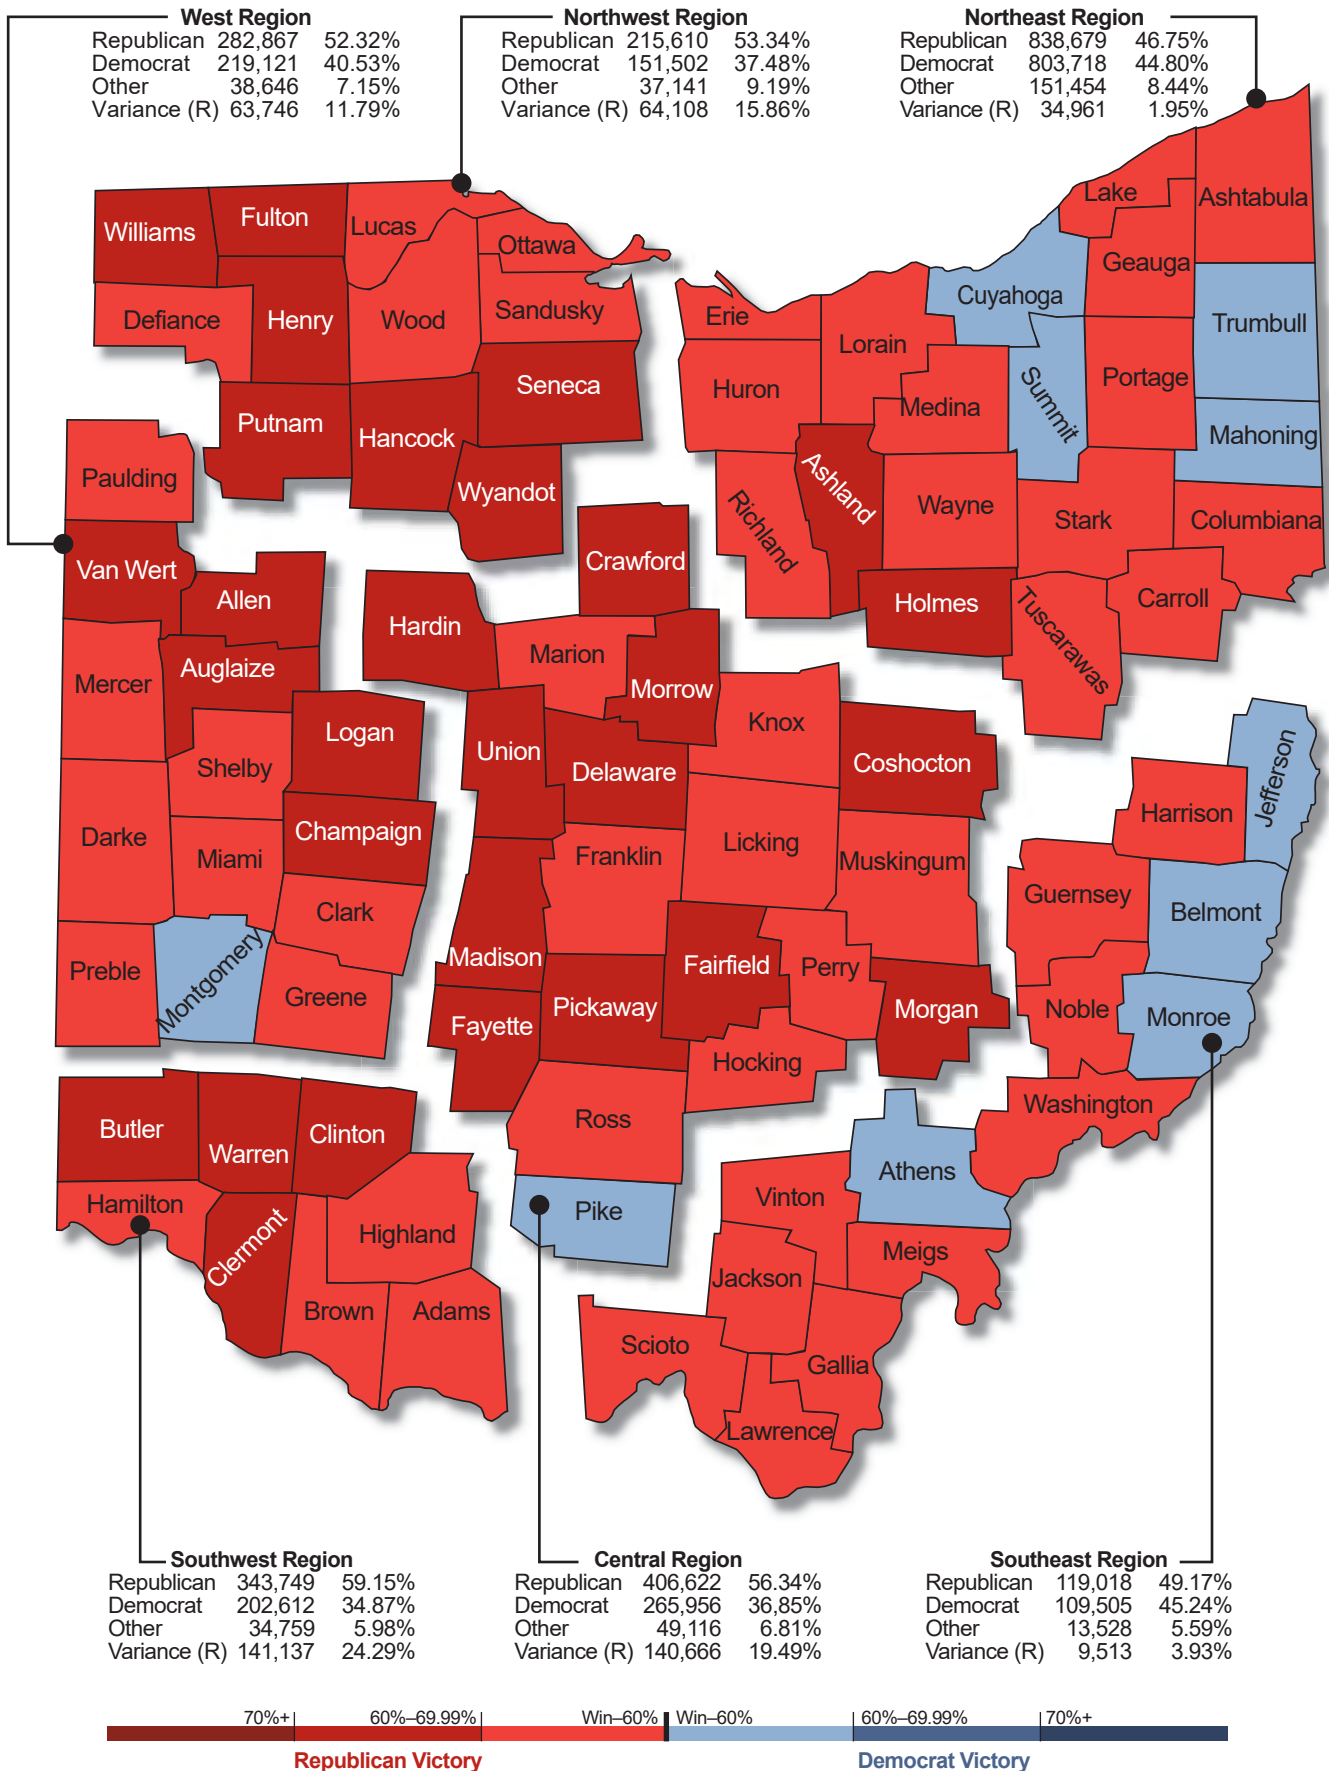 West Region
Republican 282,867 52.32%
Democrat 219,121 40.53%
Other 38,646 7.15%
Variance (R) 63,746 11.79%
Northwest Region
Republican 215,610 53.34%
Democrat 151,502 37.48%
Other 37,141 9.19%
Variance (R) 64,108 15.86%
Northeast Region
Republican 838,679 46.75%
Democrat 803,718 44.80%
Other 151,454 8.44%
Variance (R) 34,961 1.95%
Williams
Fulton
Lucas
Ottawa
Defiance
Henry
Wood
Sandusky
Putnam
Hancock
Seneca
Wyandot
Lake
Ashtabula
Geauga
Cuyahoga
Trumbull
Erie
Lorain
Huron
Medina
Summit
Portage
Mahoning
Richland
Ashland
Wayne
Stark
Columbiana
Holmes
Tuscarawas
Carroll
Paulding
Van Wert
Allen
Mercer
Auglaize
Logan
Shelby
Darke
Champaign
Miami
Clark
Preble
Montgomery
Greene
Crawford
Hardin
Marion
Morrow
Knox
Union
Delaware
Coshocton
Franklin
Licking
Muskingum
Madison
Fairfield
Perry
Fayette
Pickaway
Morgan
Hocking
Ross
Pike
Jefferson
Harrison
Guernsey
Belmont
Noble
Monroe
Washington
Athens
Vinton
Meigs
Jackson
Scioto
Gallia
Lawrence
Butler
Warren
Clinton
Hamilton
Clermont
Highland
Brown
Adams
Southwest Region
Republican 343,749 59.15%
Democrat 202,612 34.87%
Other 34,759 5.98%
Variance (R) 141,137 24.29%
Central Region
Republican 406,622 56.34%
Democrat 265,956 36,85%
Other 49,116 6.81%
Variance (R) 140,666 19.49%
Southeast Region
Republican 119,018 49.17%
Democrat 109,505 45.24%
Other 13,528 5.59%
Variance (R) 9,513 3.93%
70%+ 60%–69.99% Win–60% Win–60% 60%–69.99% 70%+
Republican Victory Democrat Victory